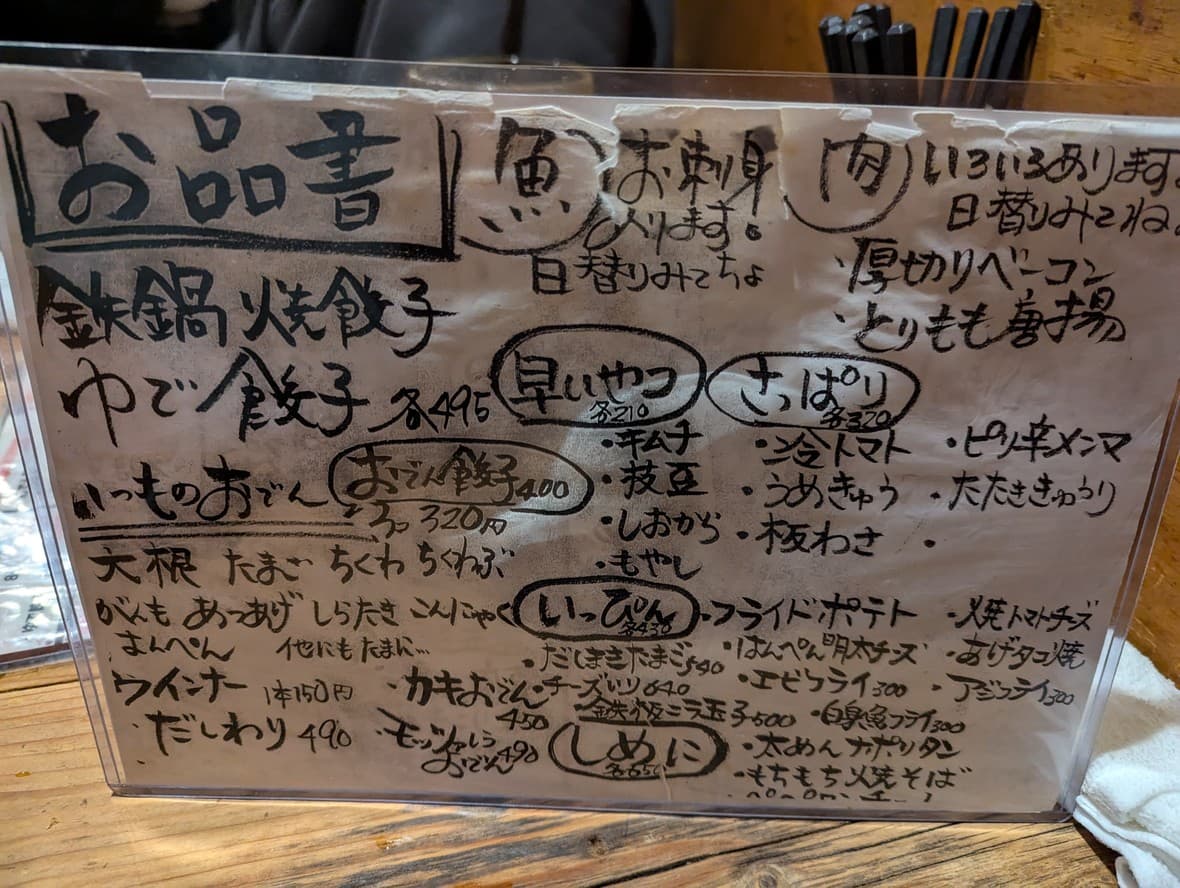 お品書
鉄鍋焼餃子
ゆで餃子 各495
いつものおでん
おでん餃子400
3つ 320円
大根 たまご ちくわ ちくわぶ
がんも あつあげ しらたき こんにゃく
はんぺん 他にもたまに…
ウインナー 1本150円
・カキおでん 450
・だしわり 490
・モッツァレラおでん 490
魚 お刺身あります!
日替りみてちょ
肉 いろいろあります。
日替りみてね。
・厚切りベーコン
・とりもも唐揚
早いやつ 各210
・キムチ
・枝豆
・しおから
・もやし
さっぱり 各320
・冷トマト
・うめきゅう
・板わさ
・ピリ辛メンマ
・たたききゅうり
・
いっぴん 各430
・フライドポテト
・焼トマトチーズ
・だしまきたまご540
・はんぺん明太チーズ
・あげタコ焼
・チーズいり640
・エビフライ300
・アジフライ300
・鉄板ニラ玉子500
・白身魚フライ300
しめに 各650
・太めんナポリタン
・もちもち焼そば